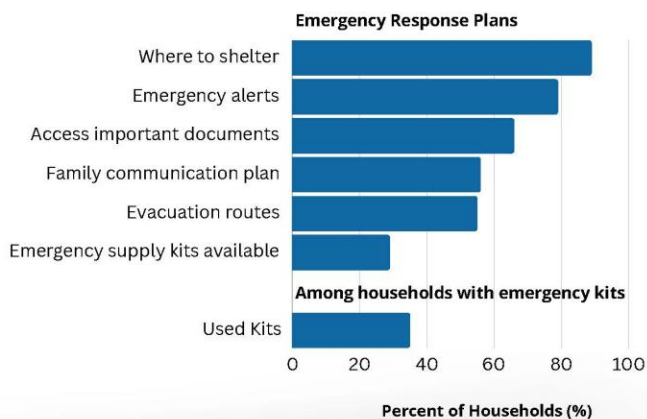 Emergency Response Plans
Where to shelter
Emergency alerts
Access important documents
Family communication plan
Evacuation routes
Emergency supply kits available
Among households with emergency kits
Used Kits
0 20 40 60 80 100
Percent of Households (%)